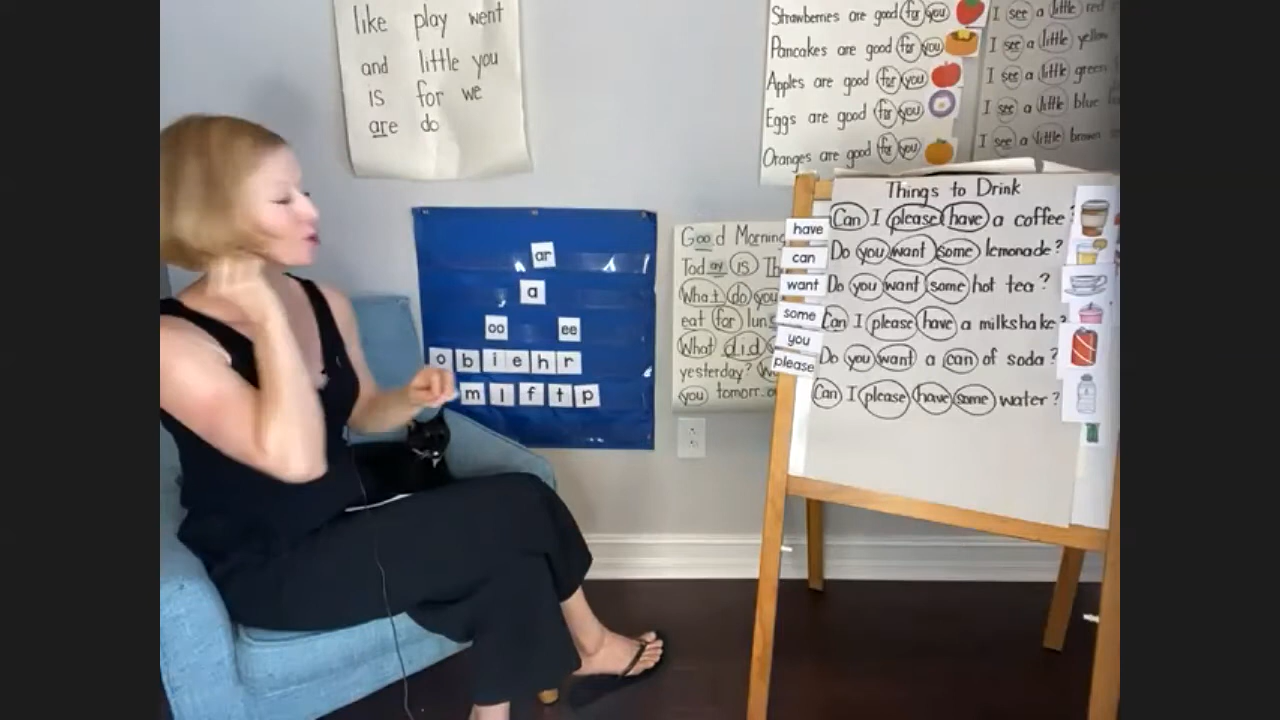 like play went
and little you
is for we
are do
Strawberries are good for you
Pancakes are good for you
Apples are good for you
Eggs are good for you
Oranges are good for you
I see a little red
I see a little yellow
I see a little green
I see a little blue
I see a little brown
ar
a
oo ee
o b i e h r
m l f t p
Good Morning
Today is
What do you
eat for
What did
yesterday?
you
have
can
want
some
you
please
Things to Drink
Can I please have a coffee?
Do you want some lemonade?
Do you want some hot tea?
Can I please have a milkshake?
Do you want a can of soda?
Can I please have some water?